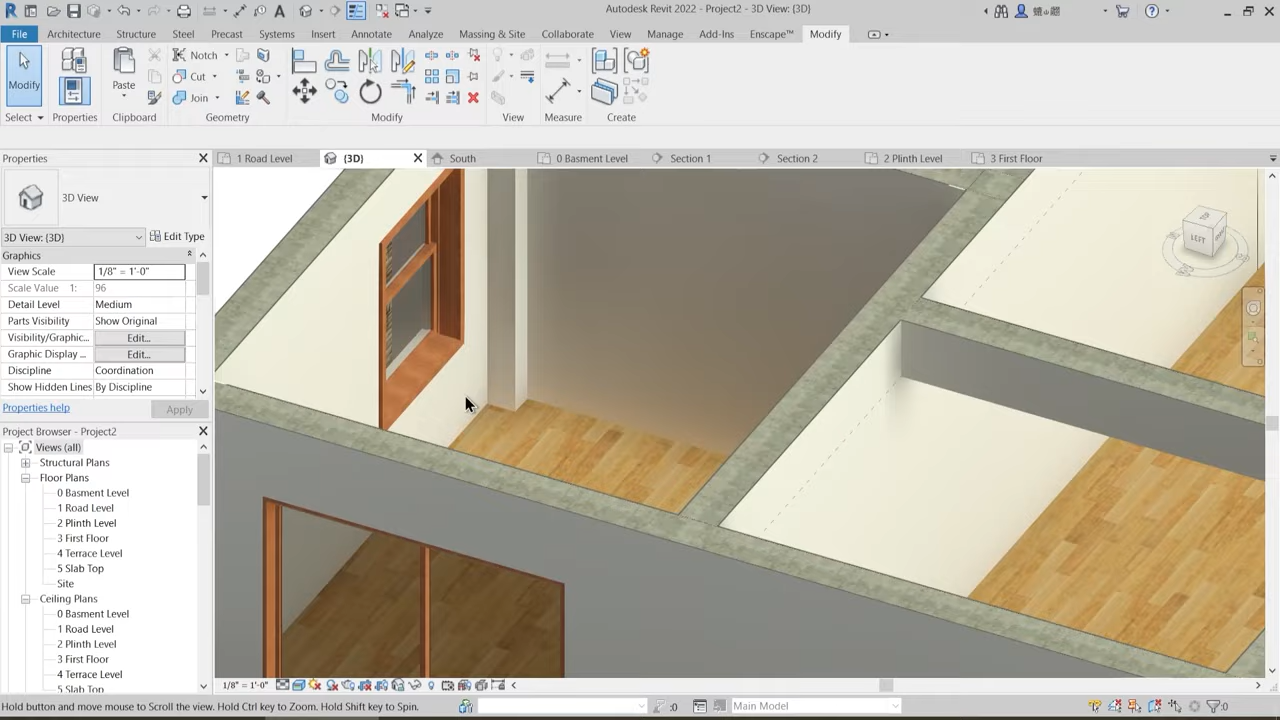 Autodesk Revit 2022 - Project2 - 3D View: {3D}
File Architecture Structure Steel Precast Systems Insert Annotate Analyze Massing & Site Collaborate View Manage Add-Ins Enscape™ Modify
Modify
Paste
Notch
Cut
Join
Select Properties Clipboard Geometry Modify View Measure Create
Properties
1 Road Level {3D} South 0 Basment Level Section 1 Section 2 2 Plinth Level 3 First Floor
3D View
3D View: {3D} Edit Type
Graphics
View Scale 1/8" = 1'-0"
Scale Value 1: 96
Detail Level Medium
Parts Visibility Show Original
Visibility/Graphic... Edit...
Graphic Display ... Edit...
Discipline Coordination
Show Hidden Lines By Discipline
Properties help Apply
Project Browser - Project2
Views (all)
Structural Plans
Floor Plans
0 Basment Level
1 Road Level
2 Plinth Level
3 First Floor
4 Terrace Level
5 Slab Top
Site
Ceiling Plans
0 Basment Level
1 Road Level
2 Plinth Level
3 First Floor
4 Terrace Level
5 Slab Top
LEFT
1/8" = 1'-0"
Hold button and move mouse to Scroll the view. Hold Ctrl key to Zoom. Hold Shift key to Spin.
:0
Main Model
:0